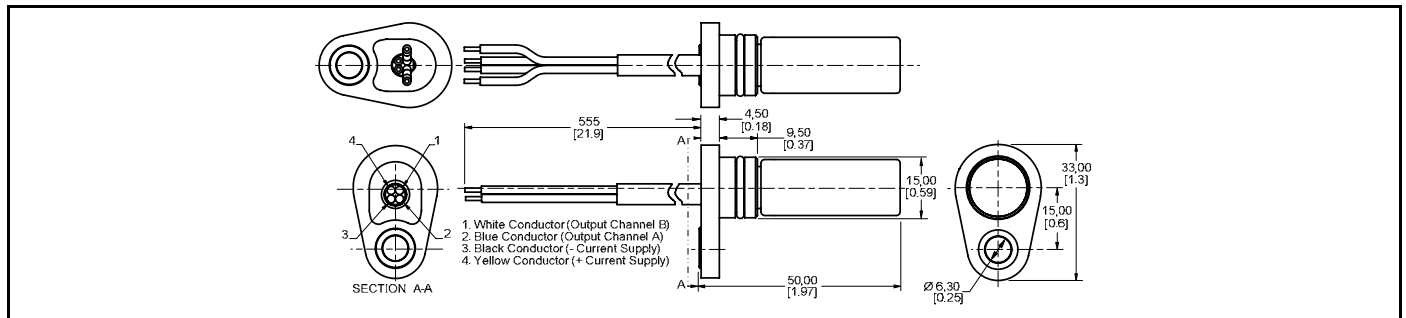 4,50
[0.18]
555
[21.9]
A
9,50
[0.37]
4
1
33,00
[1.3]
15,00
[0.59]
15,00
[0.6]
1. White Conductor (Output Channel B)
2. Blue Conductor (Output Channel A)
3. Black Conductor (- Current Supply)
4. Yellow Conductor (+ Current Supply)
3
2
SECTION A-A
A
50,00
[1.97]
Ø 6,30
[0.25]